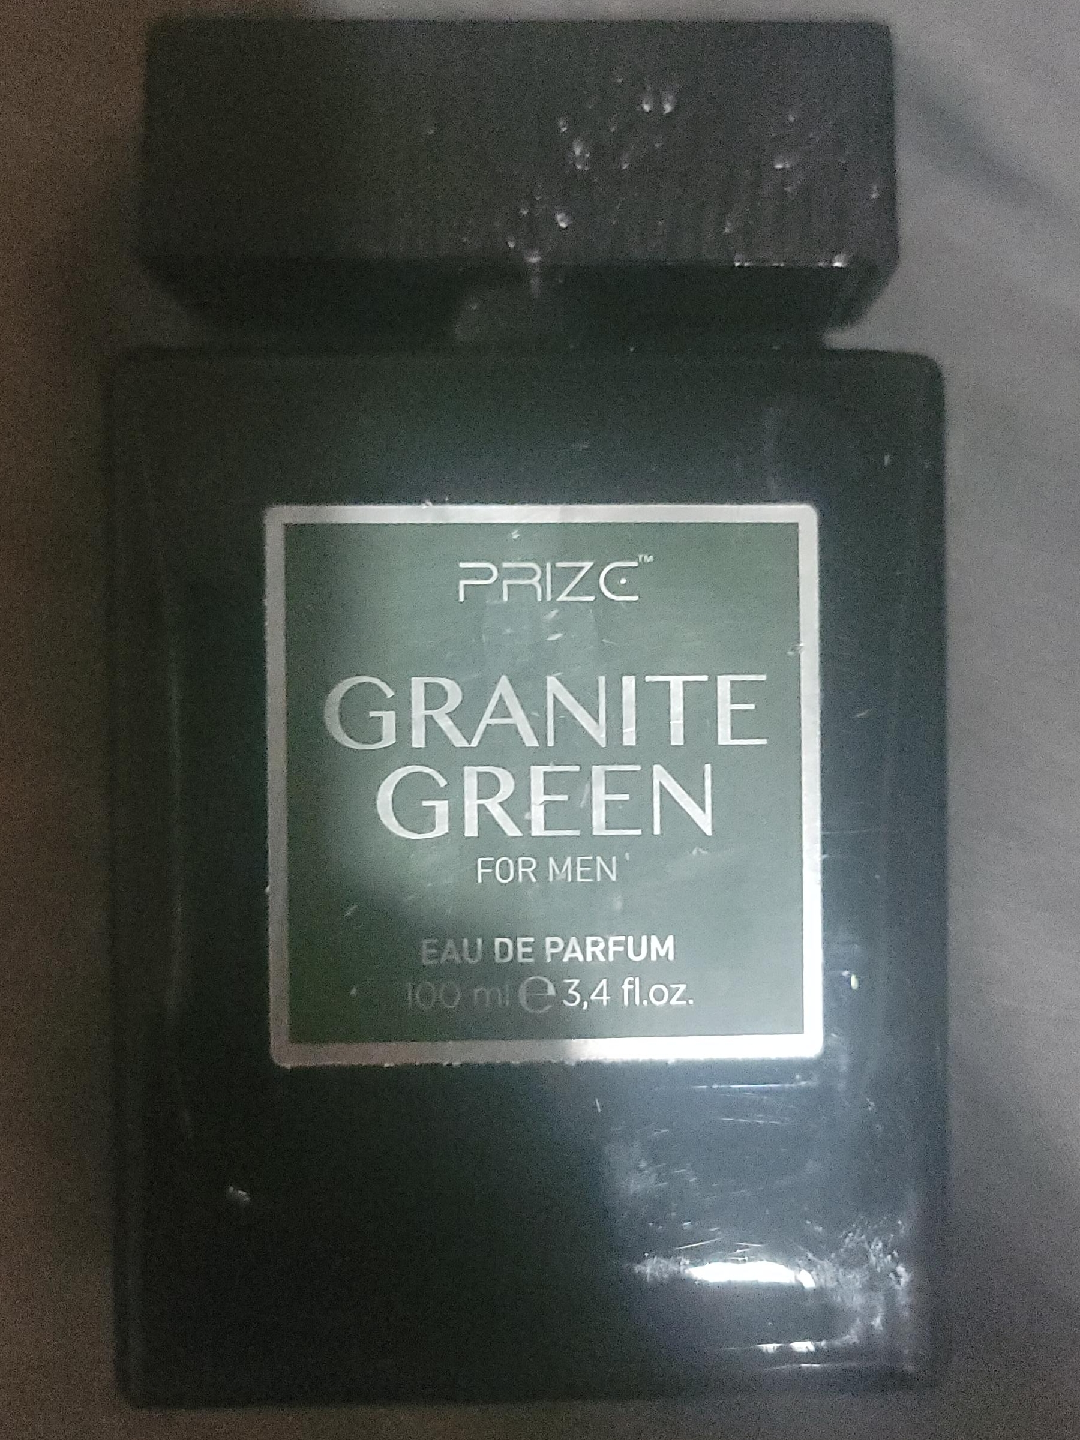 PRIZE™
GRANITE
GREEN
FOR MEN
EAU DE PARFUM
100 ml ℮ 3,4 fl.oz.